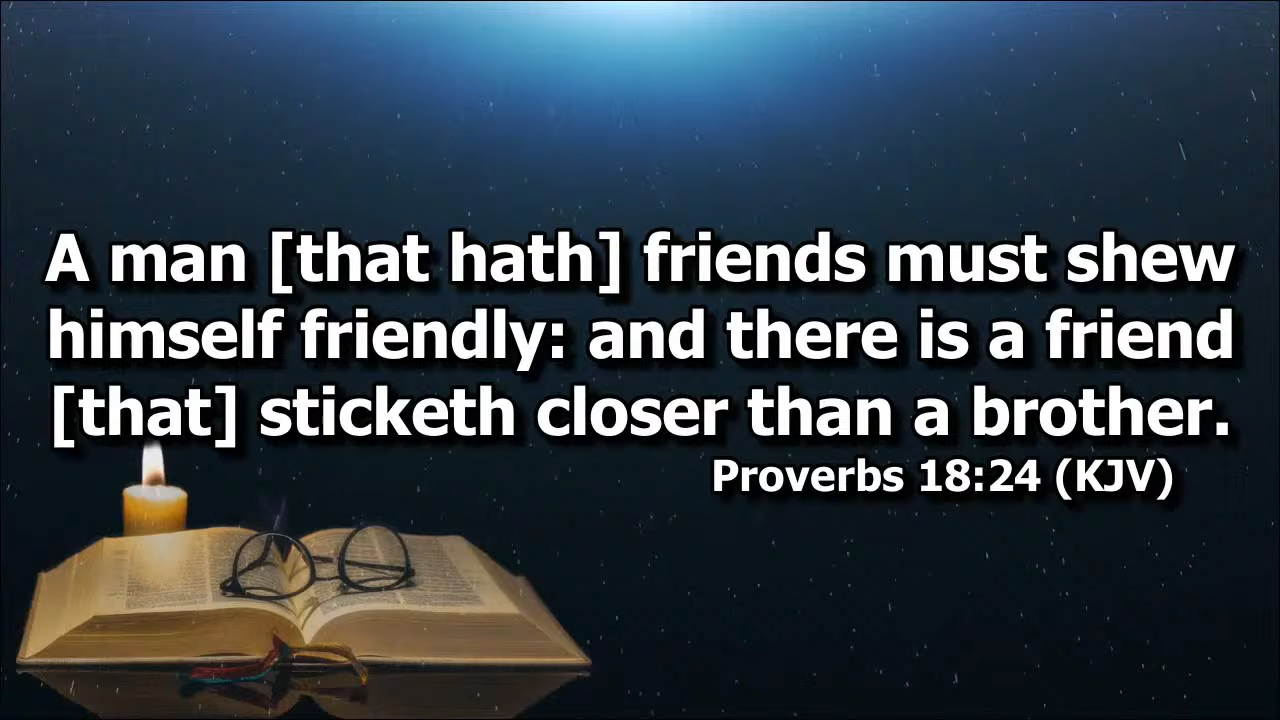 A man [that hath] friends must shew
himself friendly: and there is a friend
[that] sticketh closer than a brother.
Proverbs 18:24 (KJV)